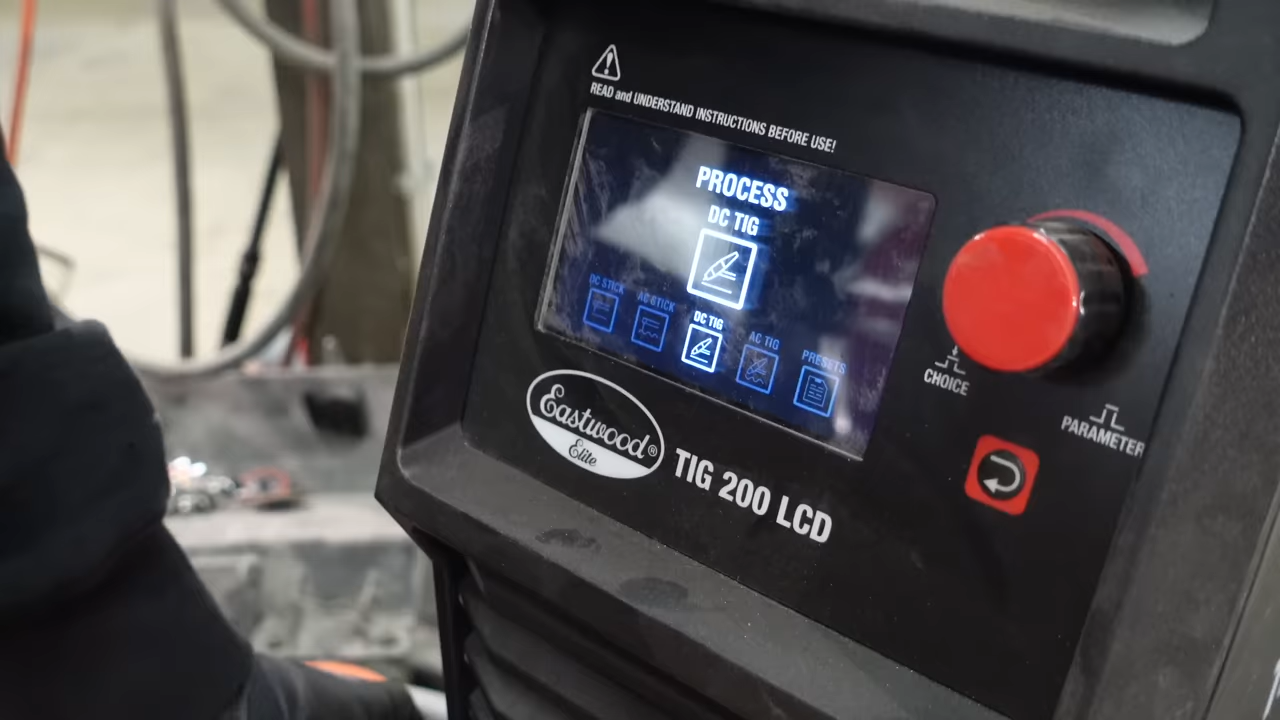 READ and UNDERSTAND INSTRUCTIONS BEFORE USE!
PROCESS
DC TIG
DC STICK
AC STICK
DC TIG
AC TIG
PRESETS
CHOICE
PARAMETER
Eastwood®
Elite
TIG 200 LCD